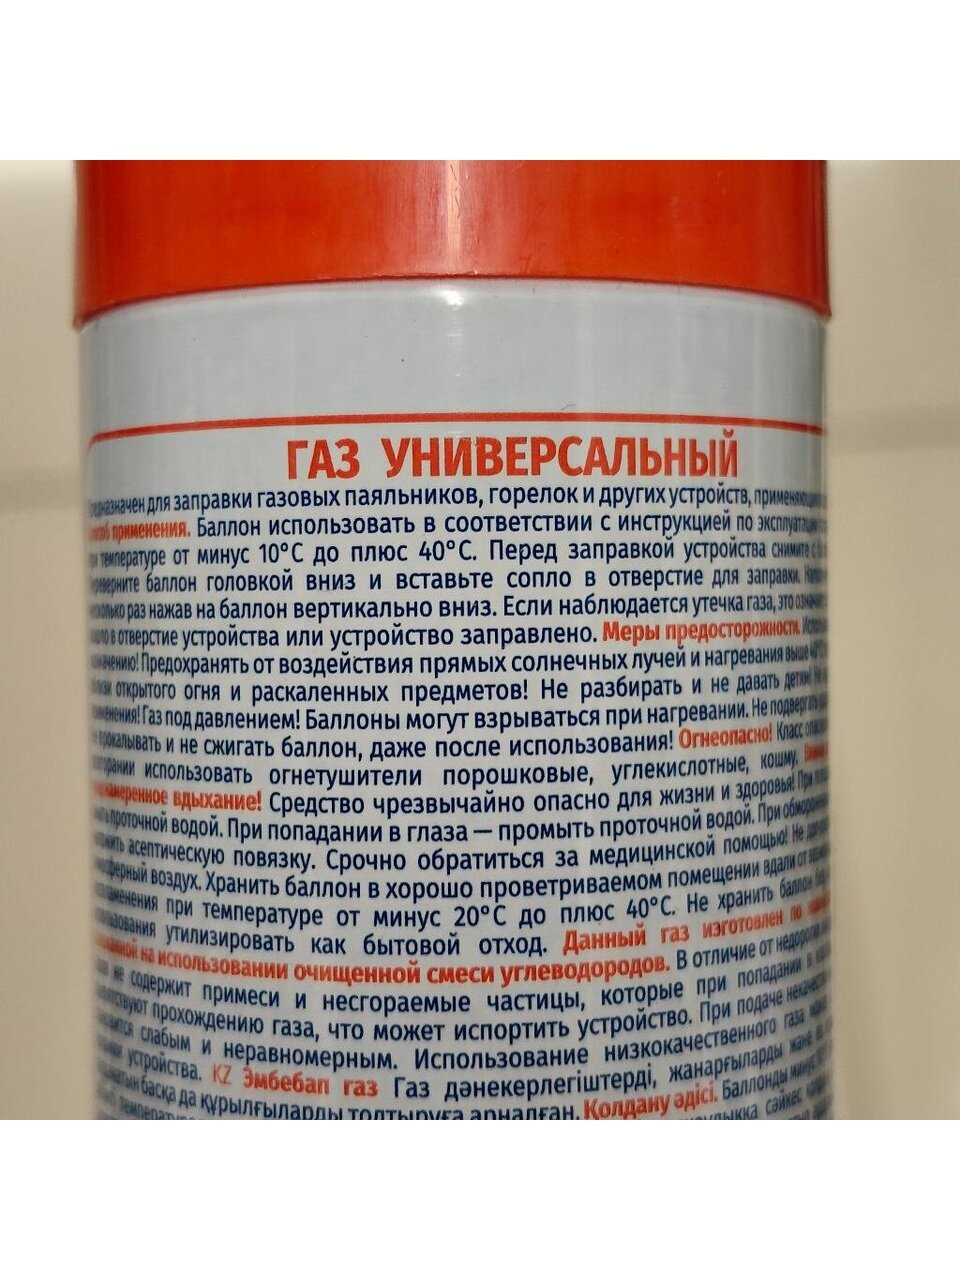 ГАЗ УНИВЕРСАЛЬНЫЙ
для заправки газовых паяльников, горелок и других устройств,
применения. Баллон использовать в соответствии с инструкцией по эксплуатации
температуре от минус 10°С до плюс 40°С. Перед заправкой устройства снимите с
баллон головкой вниз и вставьте сопло в отверстие для заправки.
раз нажав на баллон вертикально вниз. Если наблюдается утечка газа, это
в отверстие устройства или устройство заправлено. Меры предосторожности.
Предохранять от воздействия прямых солнечных лучей и нагревания выше
открытого огня и раскаленных предметов! Не разбирать и не давать детям!
Газ под давлением! Баллоны могут взрываться при нагревании. Не
и не сжигать баллон, даже после использования! Огнеопасно! Класс
использовать огнетушители порошковые, углекислотные, кошму.
вдыхание! Средство чрезвычайно опасно для жизни и здоровья! При
проточной водой. При попадании в глаза — промыть проточной водой. При
асептическую повязку. Срочно обратиться за медицинской помощью! Не
воздух. Хранить баллон в хорошо проветриваемом помещении вдали от
при температуре от минус 20°С до плюс 40°С. Не хранить баллон
утилизировать как бытовой отход. Данный газ изготовлен по
на использовании очищенной смеси углеводородов. В отличие от
не содержит примеси и несгораемые частицы, которые при попадании в
прохождению газа, что может испортить устройство. При подаче
слабым и неравномерным. Использование низкокачественного газа
устройства. KZ Эмбебап газ Газ дәнекерлегіштерді, жанарғыларды және
басқа да құрылғыларды толтыруға арналған. Қолдану әдісі. Баллонды
сәйкес